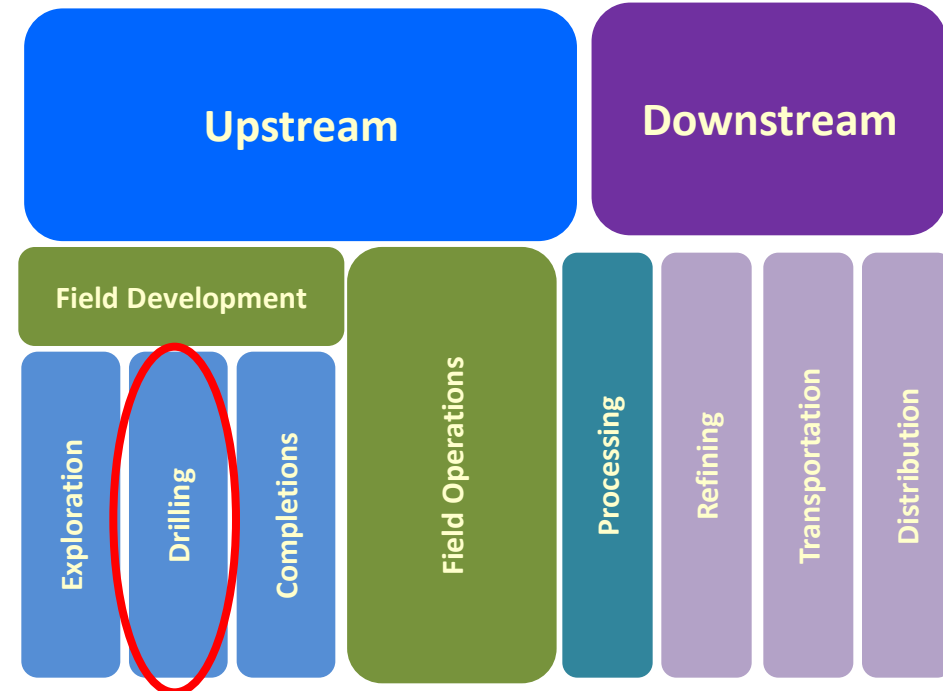 Upstream
Downstream
Field Development
Exploration
Drilling
Completions
Field Operations
Processing
Refining
Transportation
Distribution